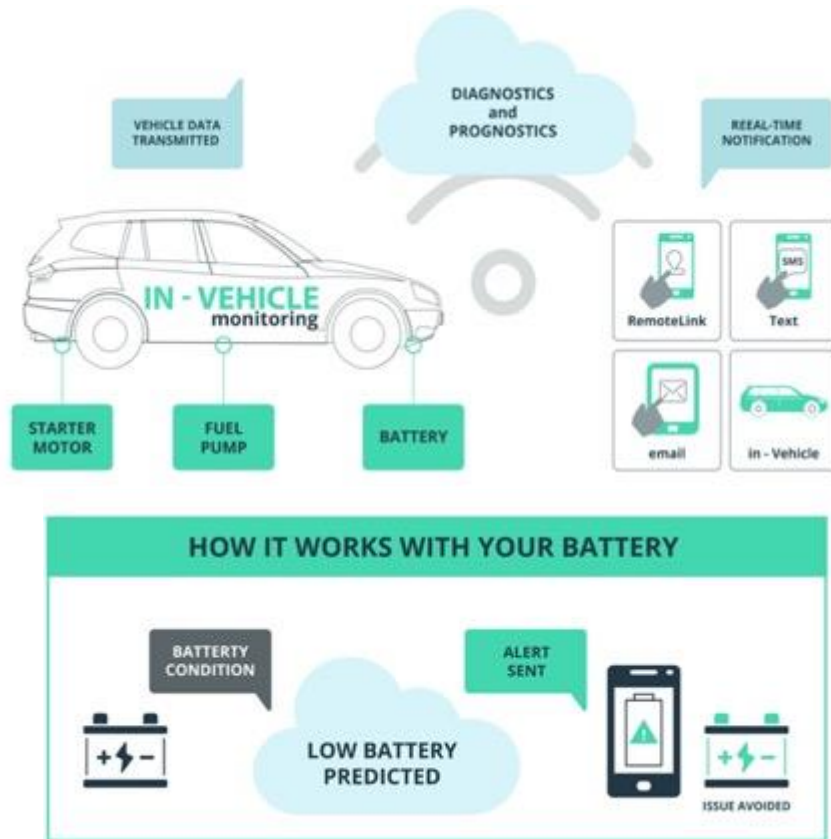 VEHICLE DATA
TRANSMITTED
DIAGNOSTICS
and
PROGNOSTICS
REEAL-TIME
NOTIFICATION
IN - VEHICLE
monitoring
STARTER
MOTOR
FUEL
PUMP
BATTERY
RemoteLink
SMS
Text
email
in - Vehicle
HOW IT WORKS WITH YOUR BATTERY
BATTERTY
CONDITION
LOW BATTERY
PREDICTED
ALERT
SENT
ISSUE AVOIDED